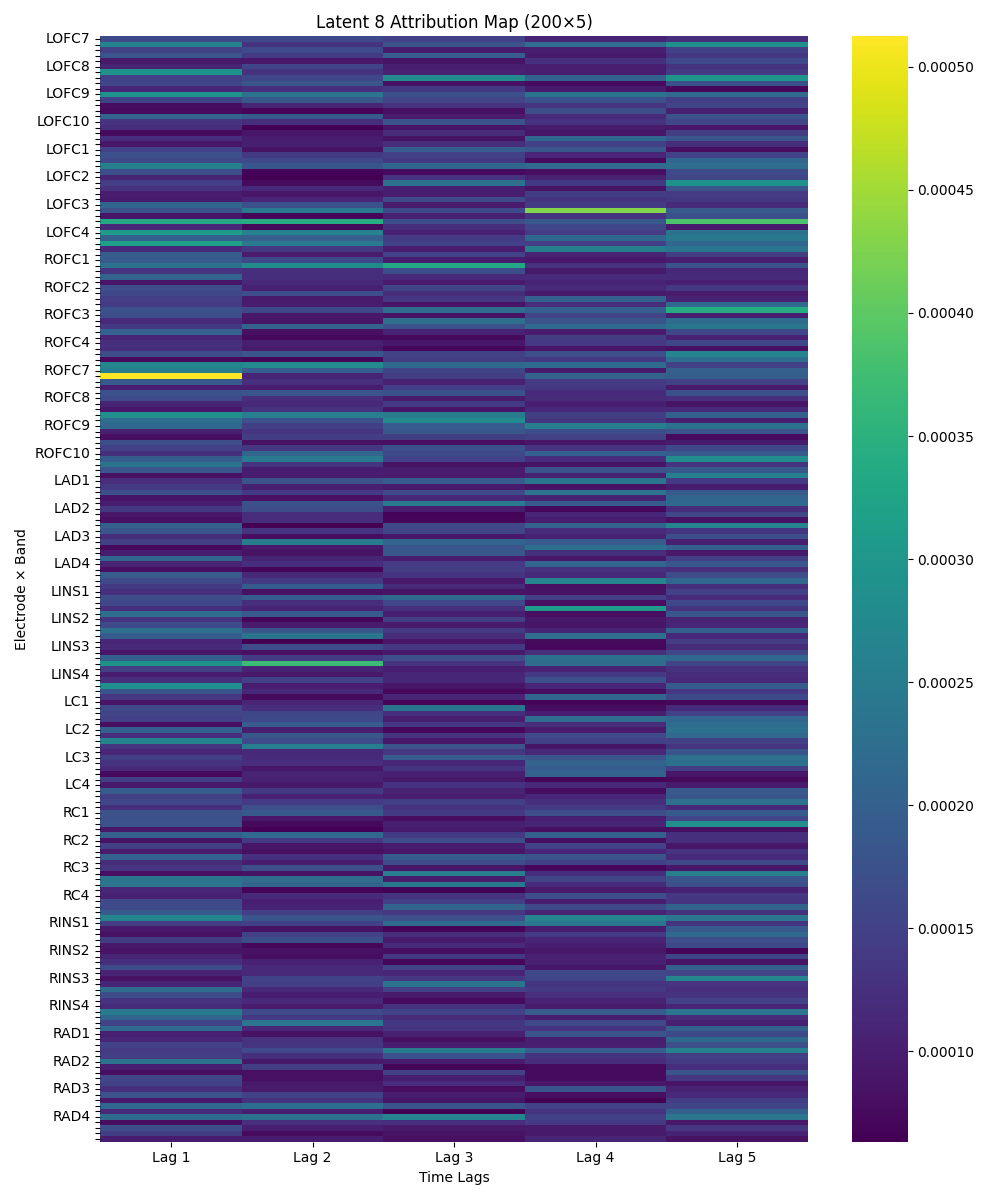 Latent 8 Attribution Map (200×5)
LOFC7
LOFC8
LOFC9
LOFC10
LOFC1
LOFC2
LOFC3
LOFC4
ROFC1
ROFC2
ROFC3
ROFC4
ROFC7
ROFC8
ROFC9
ROFC10
LAD1
LAD2
LAD3
LAD4
LINS1
LINS2
LINS3
LINS4
LC1
LC2
LC3
LC4
RC1
RC2
RC3
RC4
RINS1
RINS2
RINS3
RINS4
RAD1
RAD2
RAD3
RAD4
Electrode × Band
Lag 1
Lag 2
Lag 3
Lag 4
Lag 5
Time Lags
0.00050
0.00045
0.00040
0.00035
0.00030
0.00025
0.00020
0.00015
0.00010